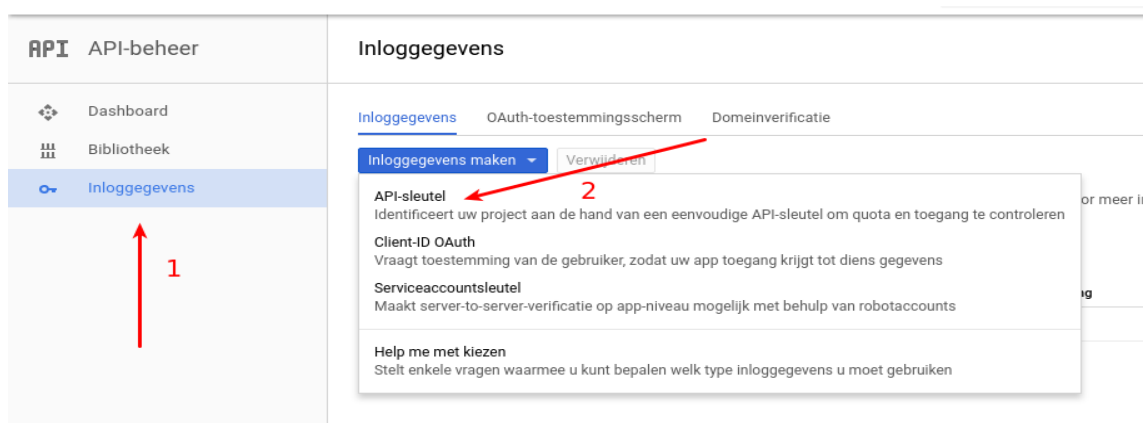 API API-beheer
Inloggegevens
Dashboard
Bibliotheek
Inloggegevens
1
Inloggegevens OAuth-toestemmingsscherm Domeinverificatie
Inloggegevens maken Verwijderen
2
API-sleutel
Identificeert uw project aan de hand van een eenvoudige API-sleutel om quota en toegang te controleren
Client-ID OAuth
Vraagt toestemming van de gebruiker, zodat uw app toegang krijgt tot diens gegevens
Serviceaccountsleutel
Maakt server-to-server-verificatie op app-niveau mogelijk met behulp van robotaccounts
Help me met kiezen
Stelt enkele vragen waarmee u kunt bepalen welk type inloggegevens u moet gebruiken
meer